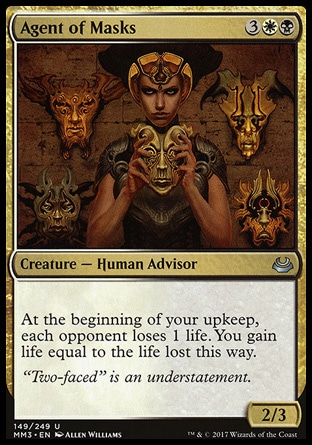 Agent of Masks 3
Creature — Human Advisor
At the beginning of your upkeep,
each opponent loses 1 life. You gain
life equal to the life lost this way.
“Two-faced” is an understatement.
149/249 U
MM3 • EN Allen Williams ™ & © 2017 Wizards of the Coast
2/3